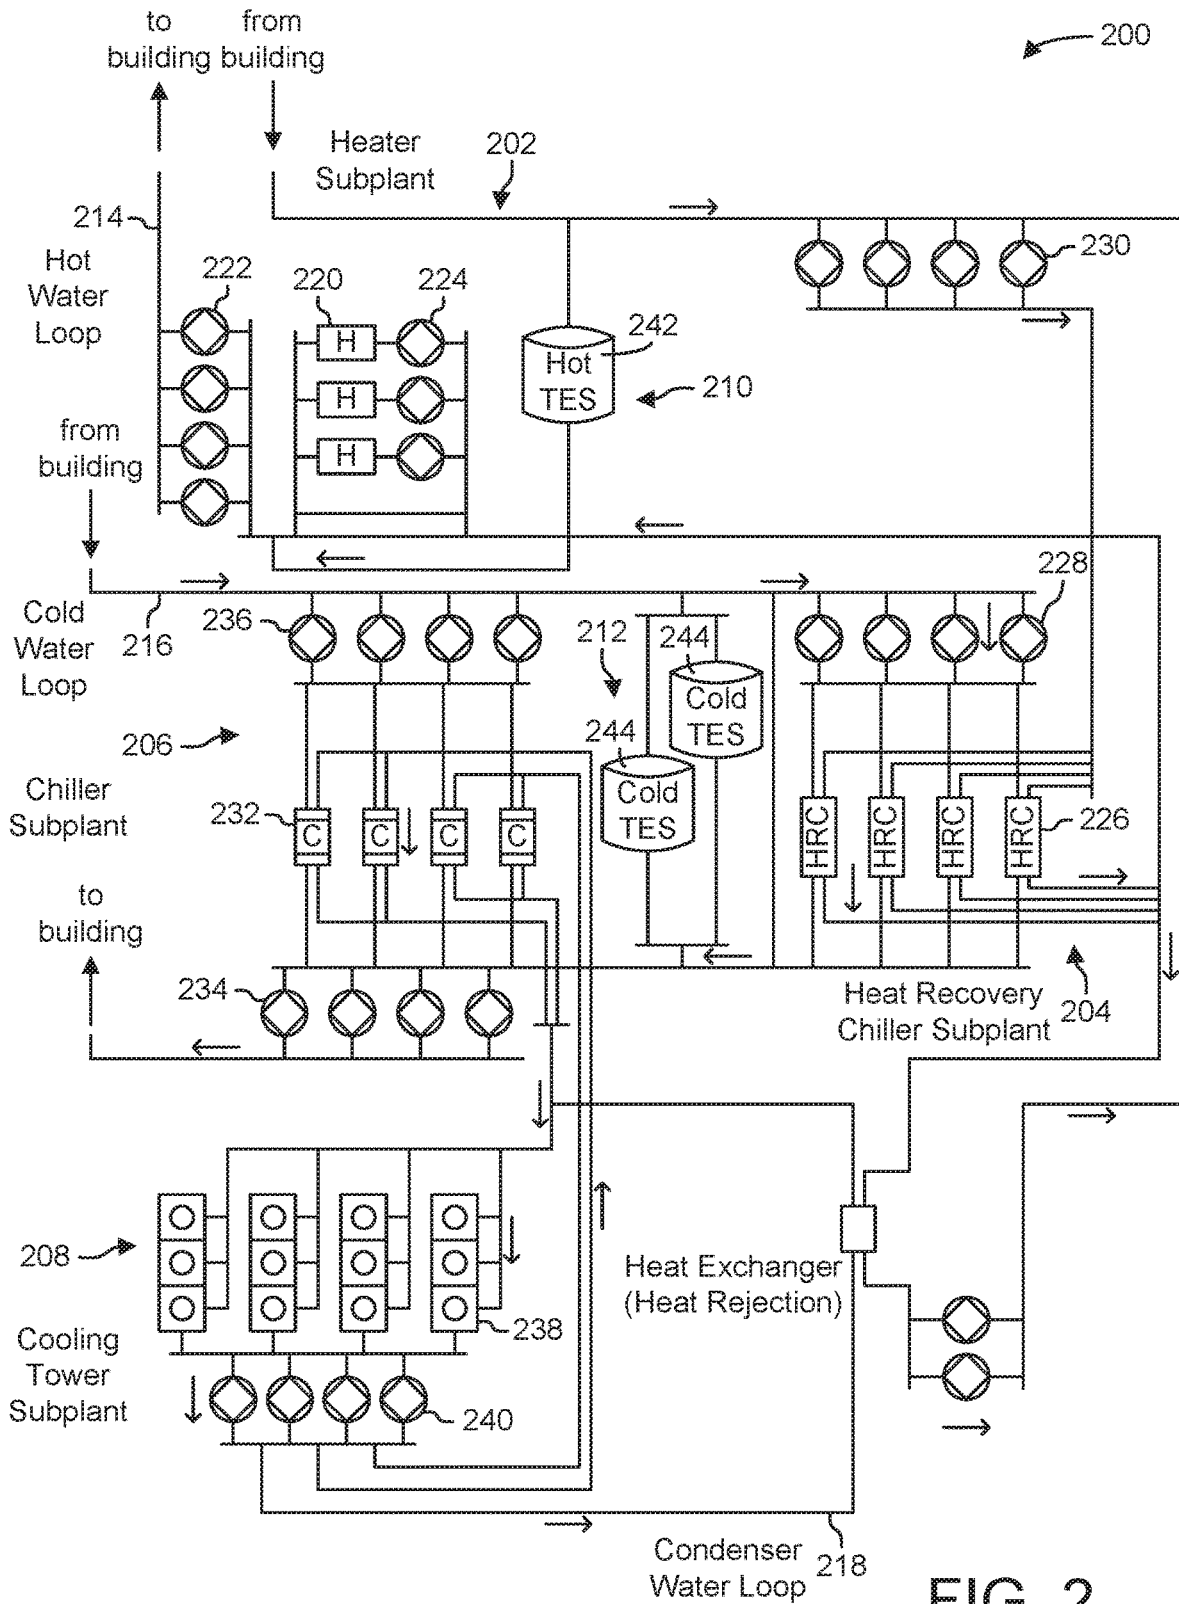 to
building
from
building
200
Heater
Subplant
202
214
Hot
Water
Loop
222
220
224
230
H
H
H
242
Hot
TES
210
from
building
228
Cold
Water
Loop
216
236
212
244
Cold
TES
244
Cold
TES
206
Chiller
Subplant
232
C
C
C
C
HRC
HRC
HRC
HRC
226
to
building
234
Heat Recovery
Chiller Subplant
204
208
Cooling
Tower
Subplant
238
240
Heat Exchanger
(Heat Rejection)
Condenser
Water Loop
218
FIG. 2